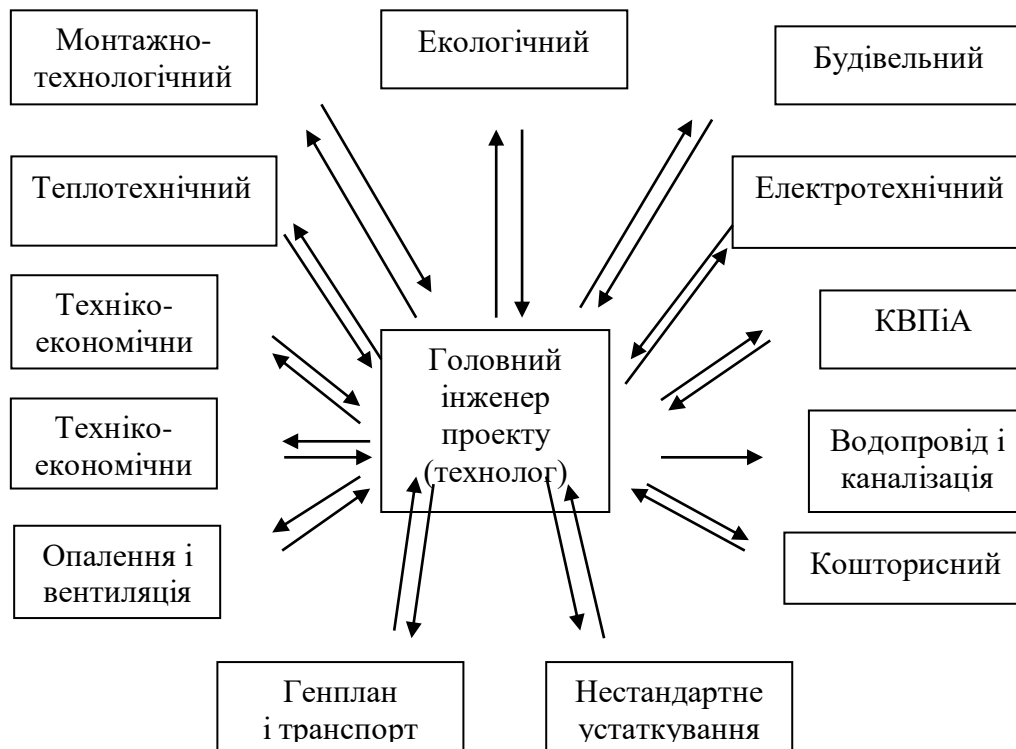 Монтажно-
технологічний
Екологічний
Будівельний
Теплотехнічний
Електротехнічний
Техніко-
економічни
КВПіА
Головний
інженер
проекту
(технолог)
Техніко-
економічни
Водопровід і
каналізація
Опалення і
вентиляція
Кошторисний
Генплан
і транспорт
Нестандартне
устаткування